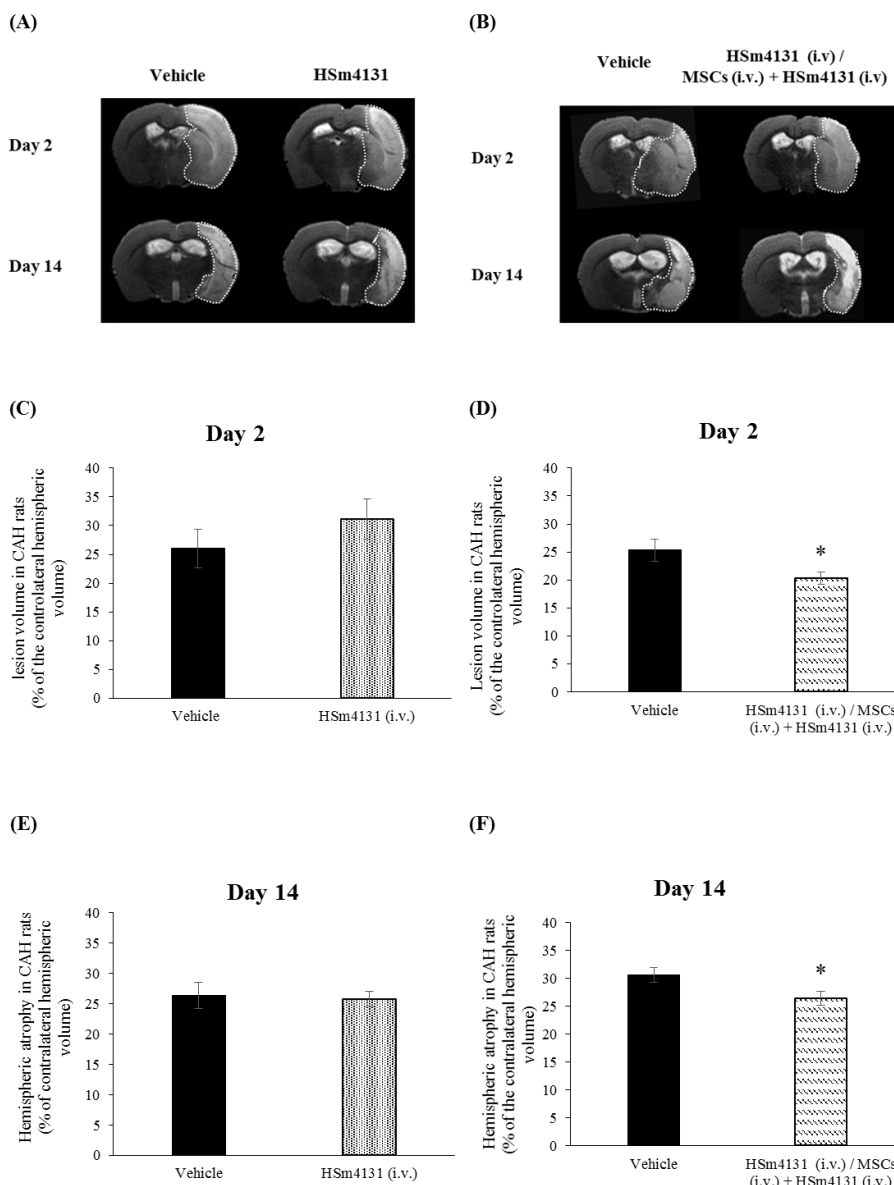 (A)
(B)
Vehicle
HSm4131
Vehicle
HSm4131 (i.v) /
MSCs (i.v.) + HSm4131 (i.v)
Day 2
Day 2
Day 14
Day 14
(C)
Day 2
lesion volume in CAH rats
(% of the controlateral hemispheric
volume)
40
35
30
25
20
15
10
5
0
Vehicle
HSm4131 (i.v.)
(D)
Day 2
Lesion volume in CAH rats
(% of the controlateral hemispheric
volume)
40
35
30
25
20
15
10
5
0
*
Vehicle
HSm4131 (i.v.) / MSCs
(i.v.) + HSm4131 (i.v.)
(E)
Day 14
Hemispheric atrophy in CAH rats
(% of contralateral hemispheric
volume)
40
35
30
25
20
15
10
5
0
Vehicle
HSm4131 (i.v.)
(F)
Day 14
Hemispheric atrophy in CAH rats
(% of the contralateral hemispheric
volume)
40
35
30
25
20
15
10
5
0
*
Vehicle
HSm4131 (i.v.) / MSCs
(i.v.) + HSm4131 (i.v.)